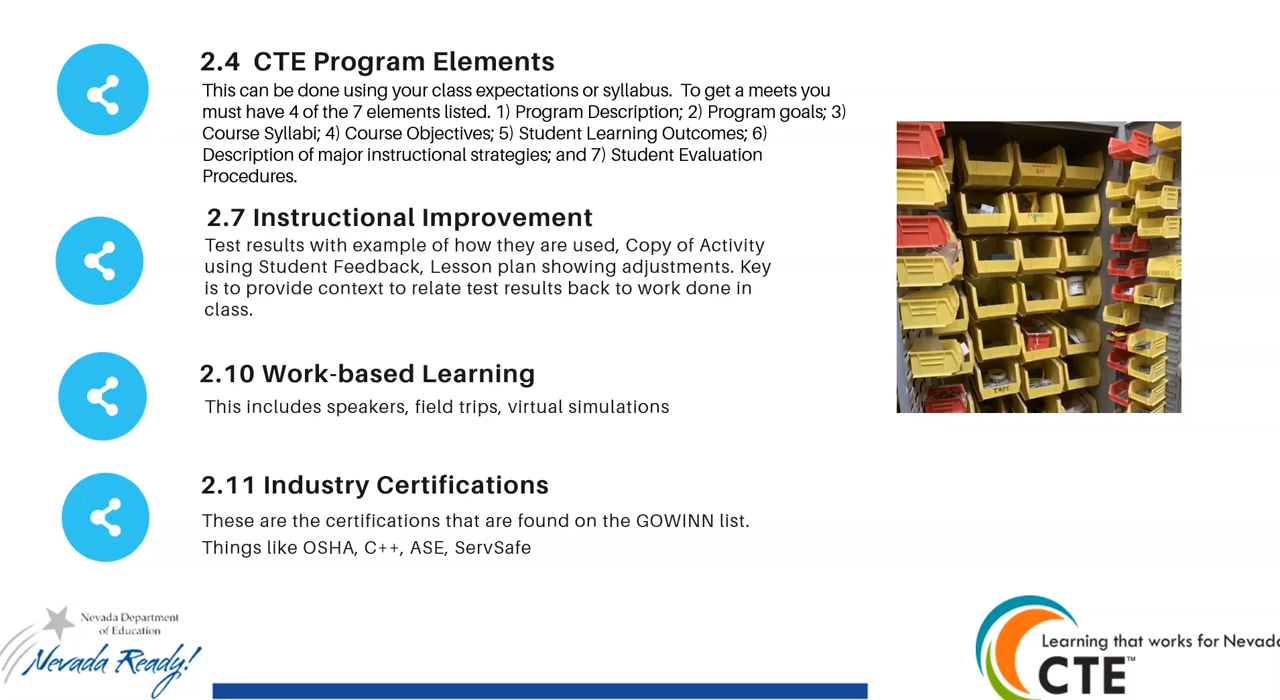 2.4 CTE Program Elements
This can be done using your class expectations or syllabus. To get a meets you
must have 4 of the 7 elements listed. 1) Program Description; 2) Program goals; 3)
Course Syllabi; 4) Course Objectives; 5) Student Learning Outcomes; 6)
Description of major instructional strategies; and 7) Student Evaluation
Procedures.
2.7 Instructional Improvement
Test results with example of how they are used, Copy of Activity
using Student Feedback, Lesson plan showing adjustments. Key
is to provide context to relate test results back to work done in
class.
2.10 Work-based Learning
This includes speakers, field trips, virtual simulations
2.11 Industry Certifications
These are the certifications that are found on the GOWINN list.
Things like OSHA, C++, ASE, ServSafe
TAPE
Nevada Department
of Education
Nevada Ready!
Learning that works for Nevada
CTE™